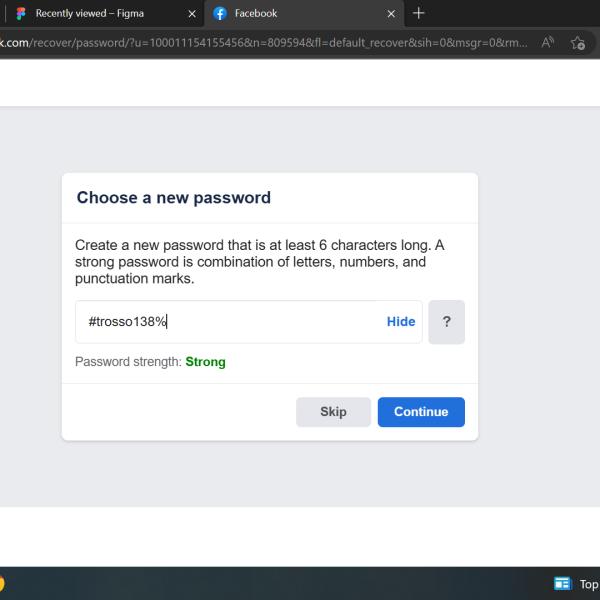 Recently viewed – Figma
Facebook
k.com/recover/password/?u=100011154155456&n=809594&fl=default_recover&sih=0&msgr=0&rm...
Choose a new password
Create a new password that is at least 6 characters long. A
strong password is combination of letters, numbers, and
punctuation marks.
#trosso138%
Hide
?
Password strength: Strong
Skip
Continue
Top